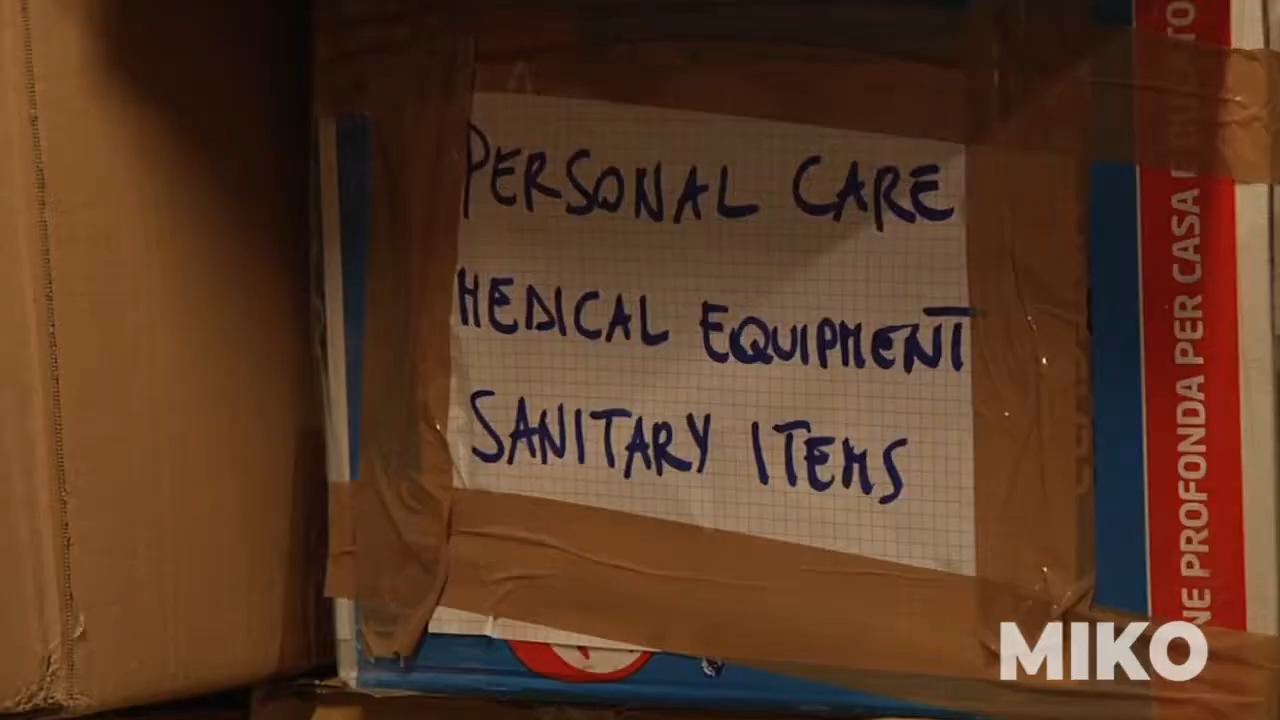 PERSONAL CARE
MEDICAL EQUIPMENT
SANITARY ITEMS
NE PROFONDA PER CASA E
MIKO